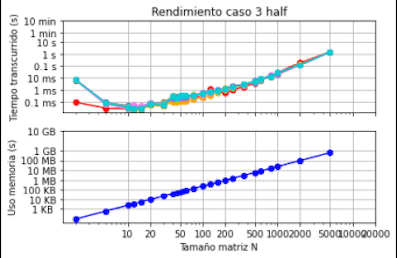 Rendimiento caso 3 half
Tiempo transcurrido (s)
10 min
1 min
10 s
1 s
0.1 s
10 ms
1 ms
0.1 ms
Uso memoria (s)
10 GB
1 GB
100 MB
10 MB
1 MB
100 KB
10 KB
1 KB
10 20 50 100 200 500 1000 2000 5000 10000 20000
Tamaño matriz N